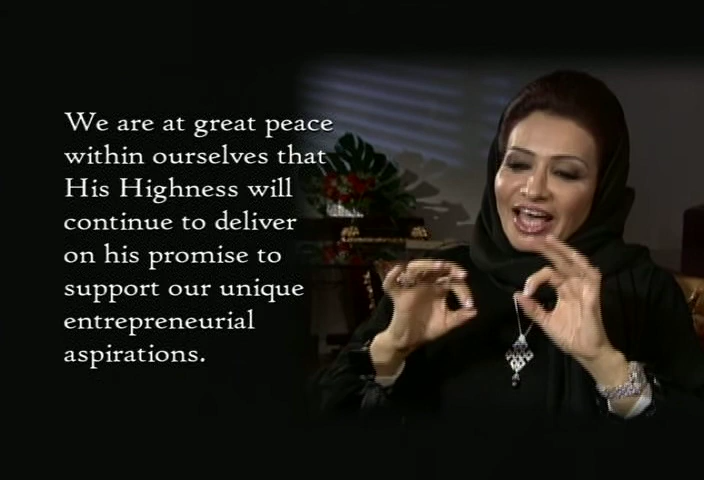 We are at great peace
within ourselves that
His Highness will
continue to deliver
on his promise to
support our unique
entrepreneurial
aspirations.